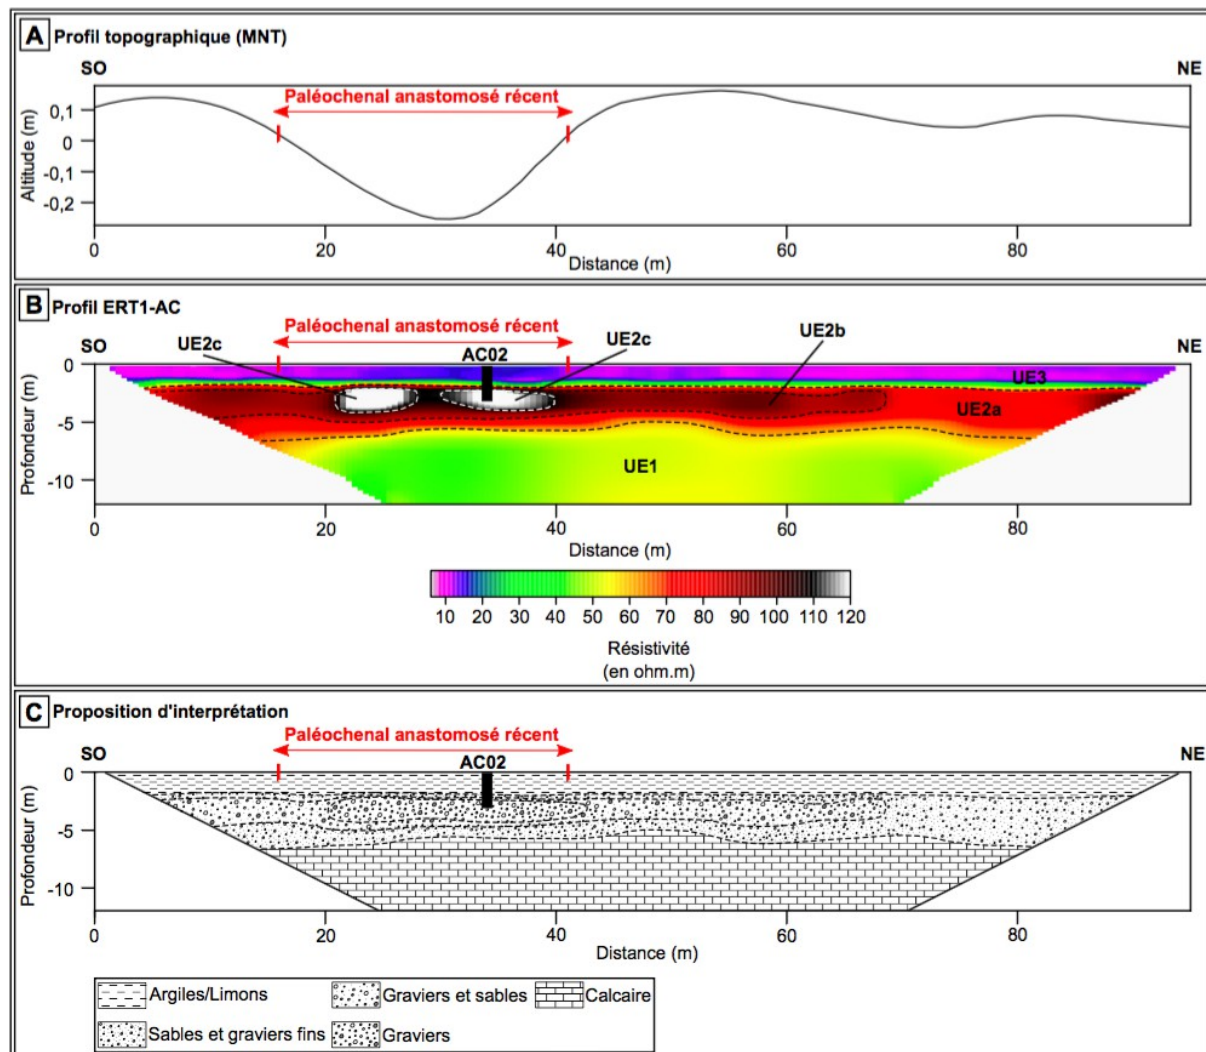 A Profil topographique (MNT)
SO NE
Paléochenal anastomosé récent
Altitude (m)
0,1
0
-0,1
-0,2
0 20 40 60 80
Distance (m)
B Profil ERT1-AC
Paléochenal anastomosé récent
SO NE
UE2c AC02 UE2c UE2b
UE3
UE2a
UE1
Profondeur (m)
0
-5
-10
0 20 40 60 80
Distance (m)
10 20 30 40 50 60 70 80 90 100 110 120
Résistivité
(en ohm.m)
C Proposition d'interprétation
Paléochenal anastomosé récent
SO NE
AC02
Profondeur (m)
0
-5
-10
0 20 40 60 80
Distance (m)
Argiles/Limons Graviers et sables Calcaire
Sables et graviers fins Graviers